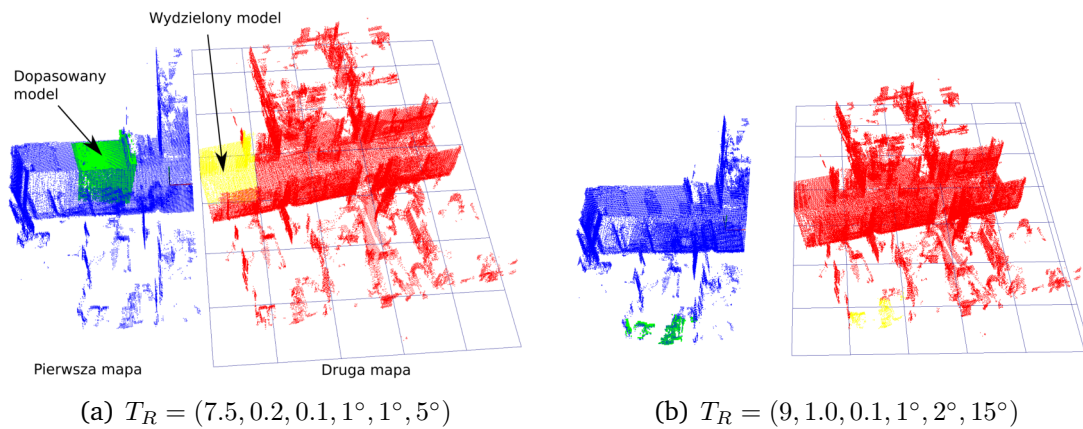 Wydzielony model
Dopasowany
model
Pierwsza mapa
Druga mapa
(a) T_R = (7.5, 0.2, 0.1, 1°, 1°, 5°)
(b) T_R = (9, 1.0, 0.1, 1°, 2°, 15°)